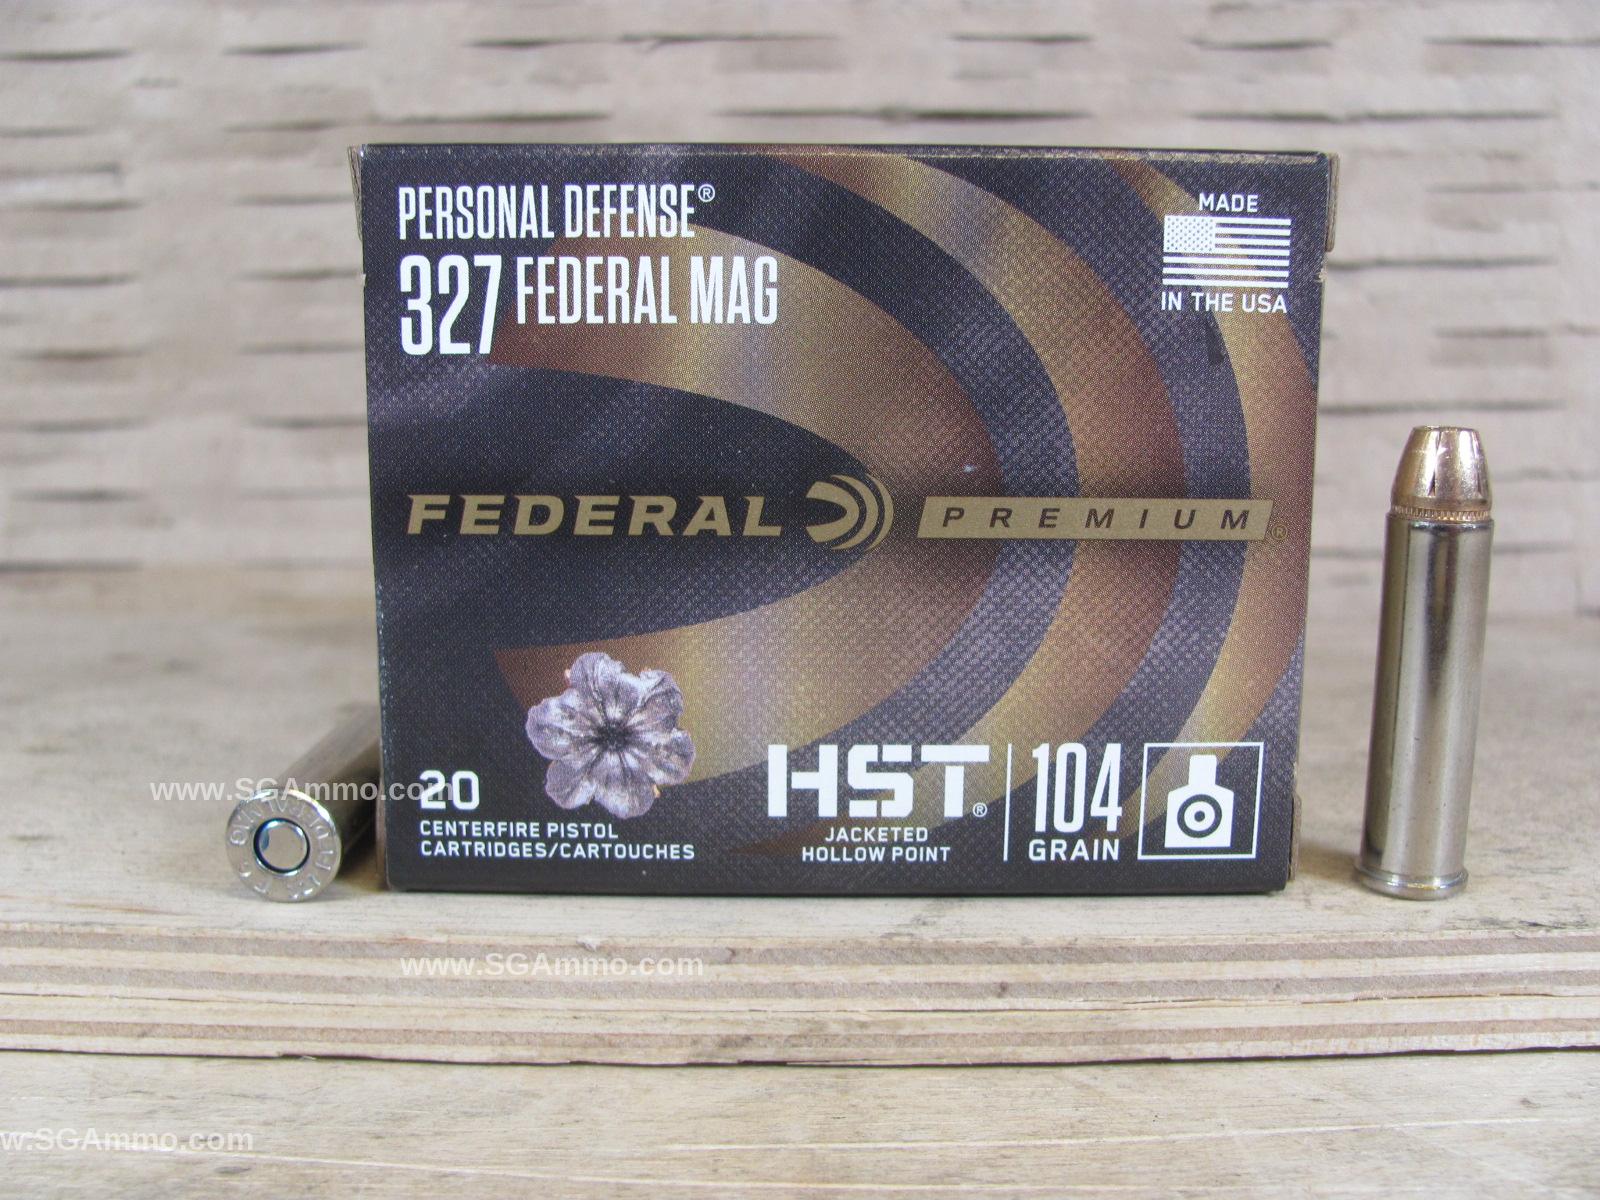 PERSONAL DEFENSE®
327 FEDERAL MAG
MADE
IN THE USA
FEDERAL PREMIUM®
20
CENTERFIRE PISTOL
CARTRIDGES/CARTOUCHES
HST®
JACKETED
HOLLOW POINT
104
GRAIN
www.SGAmmo.com
www.SGAmmo.com
w.SGAmmo.com